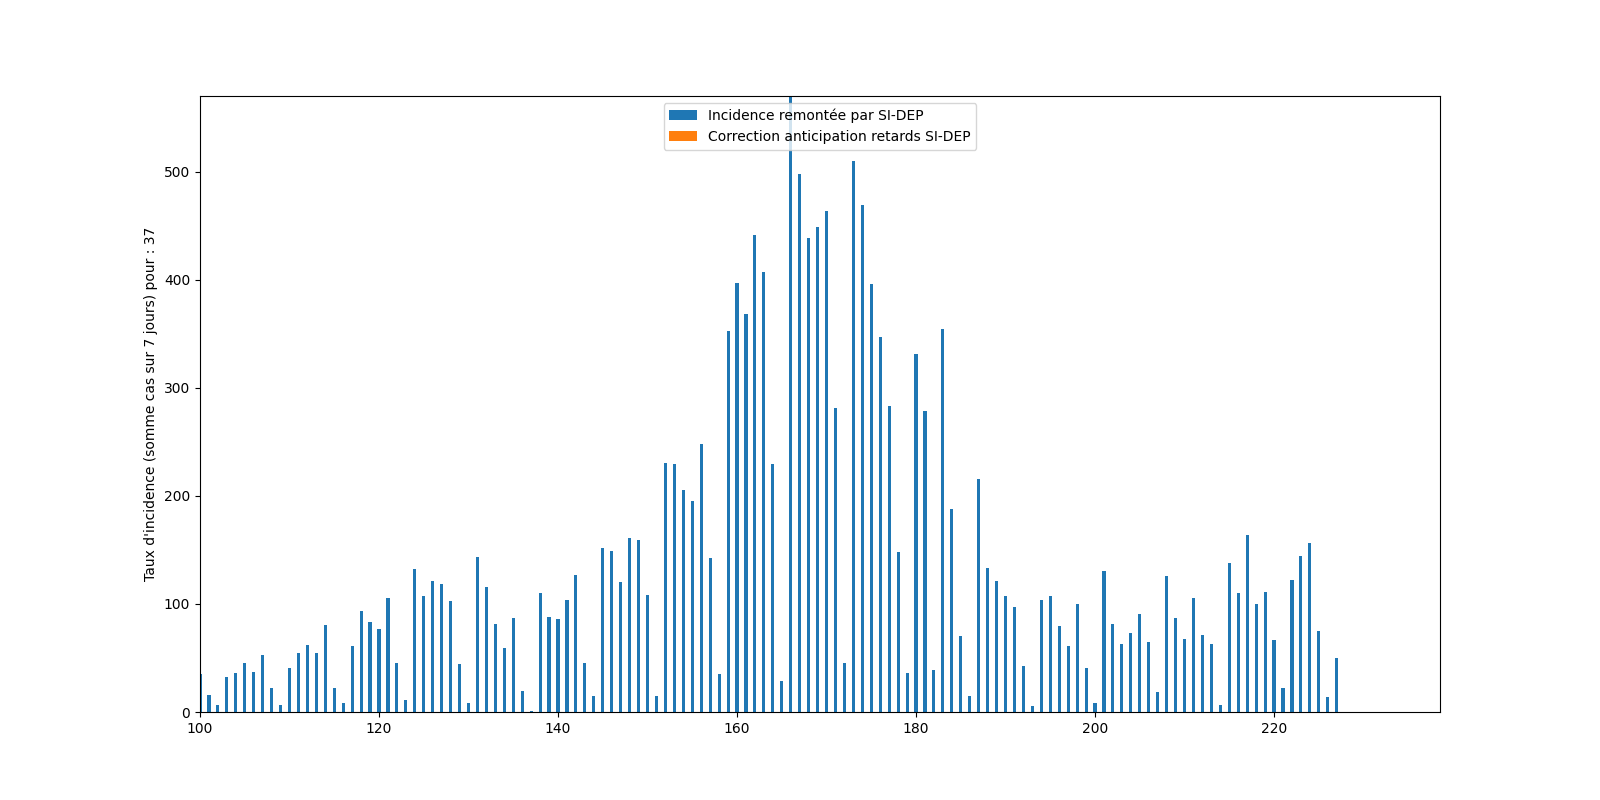 Incidence remontée par SI-DEP
Correction anticipation retards SI-DEP
Taux d'incidence (somme cas sur 7 jours) pour : 37
500
400
300
200
100
0
100 120 140 160 180 200 220